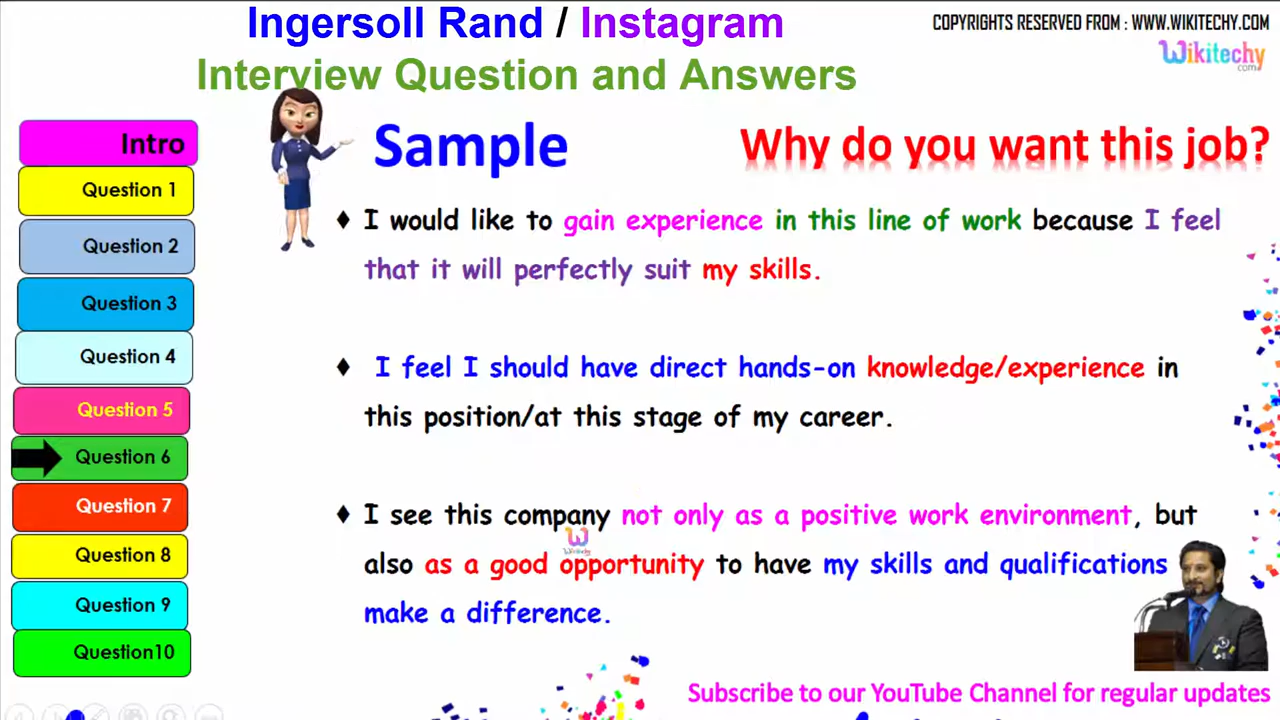 Ingersoll Rand / Instagram
COPYRIGHTS RESERVED FROM : WWW.WIKITECHY.COM
Wikitechy
.com
Interview Question and Answers
Intro
Question 1
Question 2
Question 3
Question 4
Question 5
Question 6
Question 7
Question 8
Question 9
Question10
Sample
Why do you want this job?
♦ I would like to gain experience in this line of work because I feel
that it will perfectly suit my skills.
♦ I feel I should have direct hands-on knowledge/experience in
this position/at this stage of my career.
♦ I see this company not only as a positive work environment, but
also as a good opportunity to have my skills and qualifications
make a difference.
W
Wikitechy
Subscribe to our YouTube Channel for regular updates